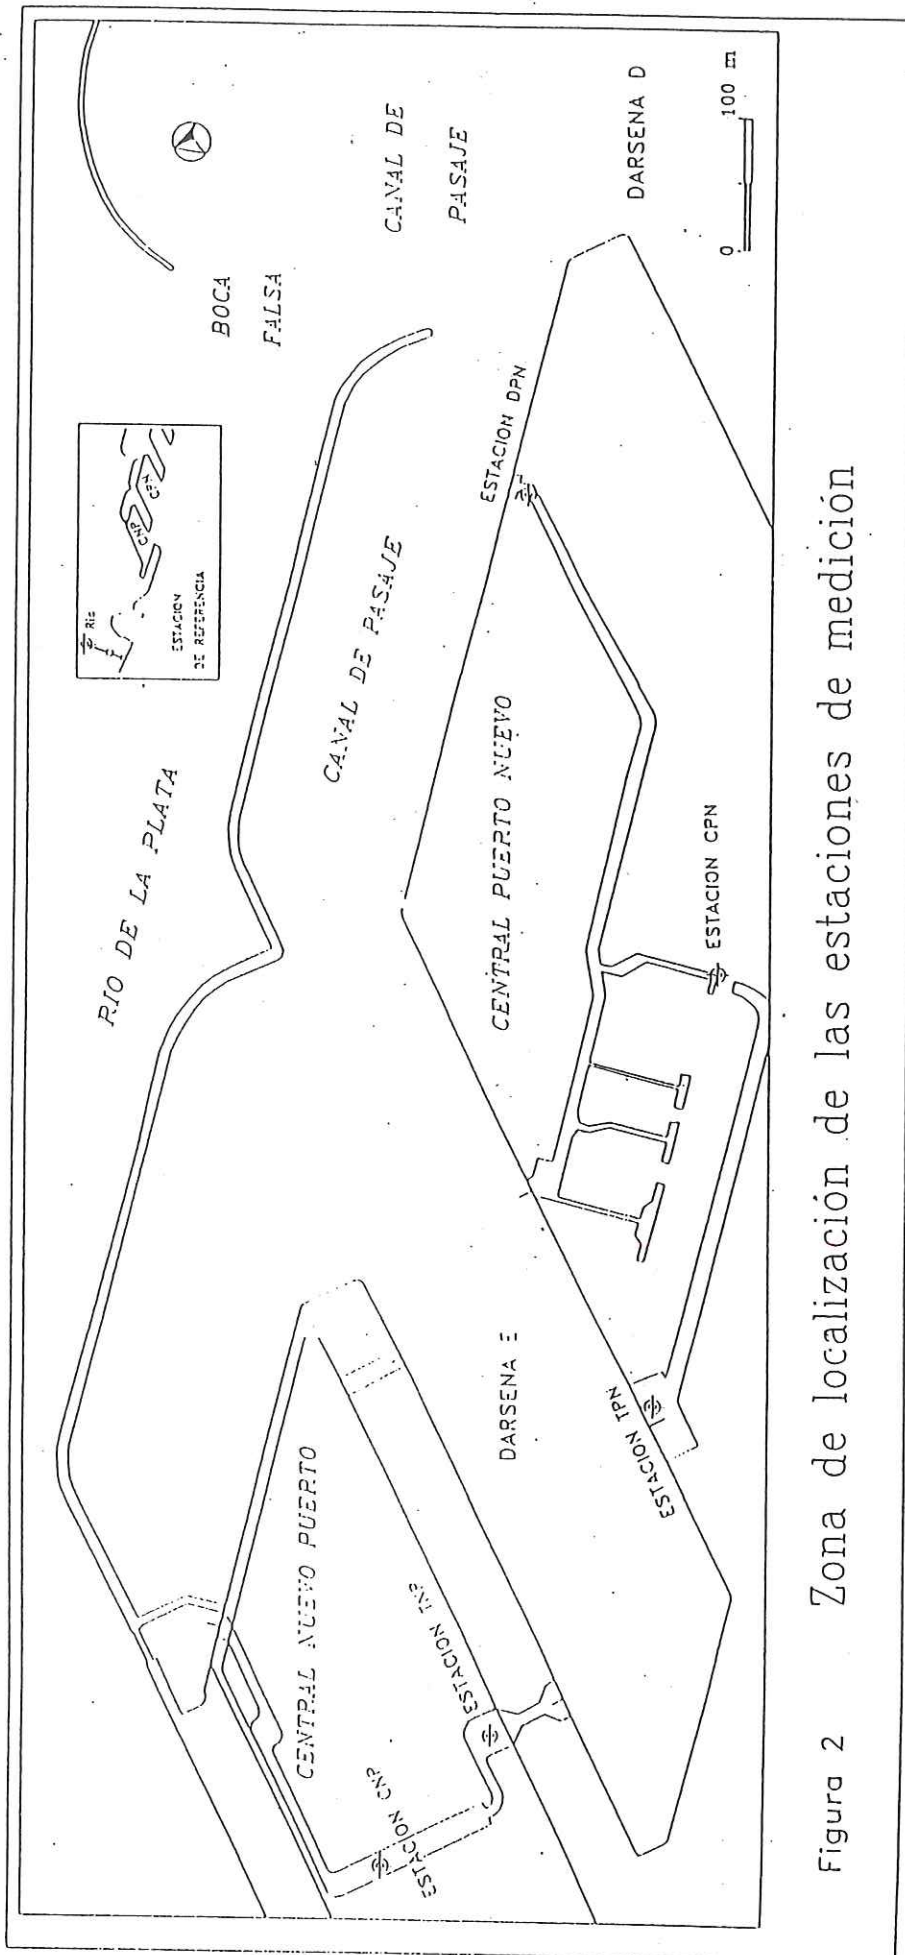 RIO DE LA PLATA
BOCA
FALSA
CANAL DE
PASAJE
Rio
CNP
CPN
ESTACION
DE REFERENCIA
CANAL DE PASAJE
DARSENA D
0 100 m
ESTACION DPN
CENTRAL PUERTO NUEVO
ESTACION CPN
CENTRAL NUEVO PUERTO
ESTACION CNP
ESTACION TNP
DARSENA E
ESTACION TPN
Figura 2 Zona de localización de las estaciones de medición